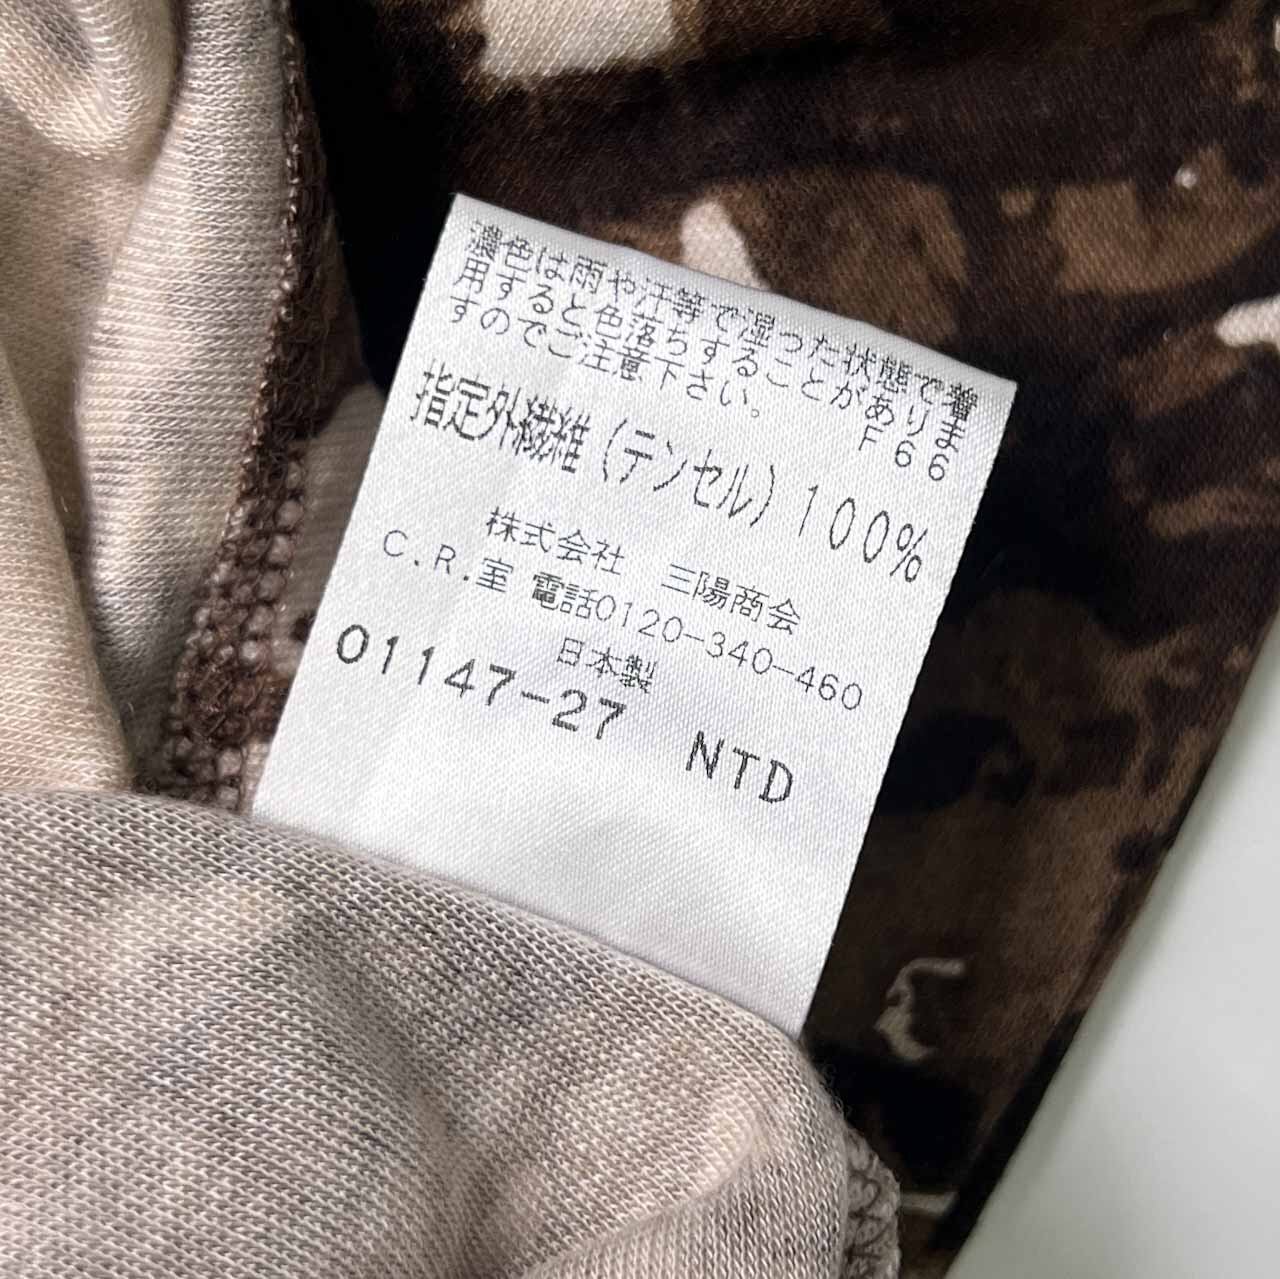 濃色は雨や汗等で湿った状態で着
用すると色落ちすることがありま
すのでご注意下さい。 F66
指定外繊維(テンセル)100%
株式会社 三陽商会
C.R.室 電話0120-340-460
日本製
01147-27 NTD